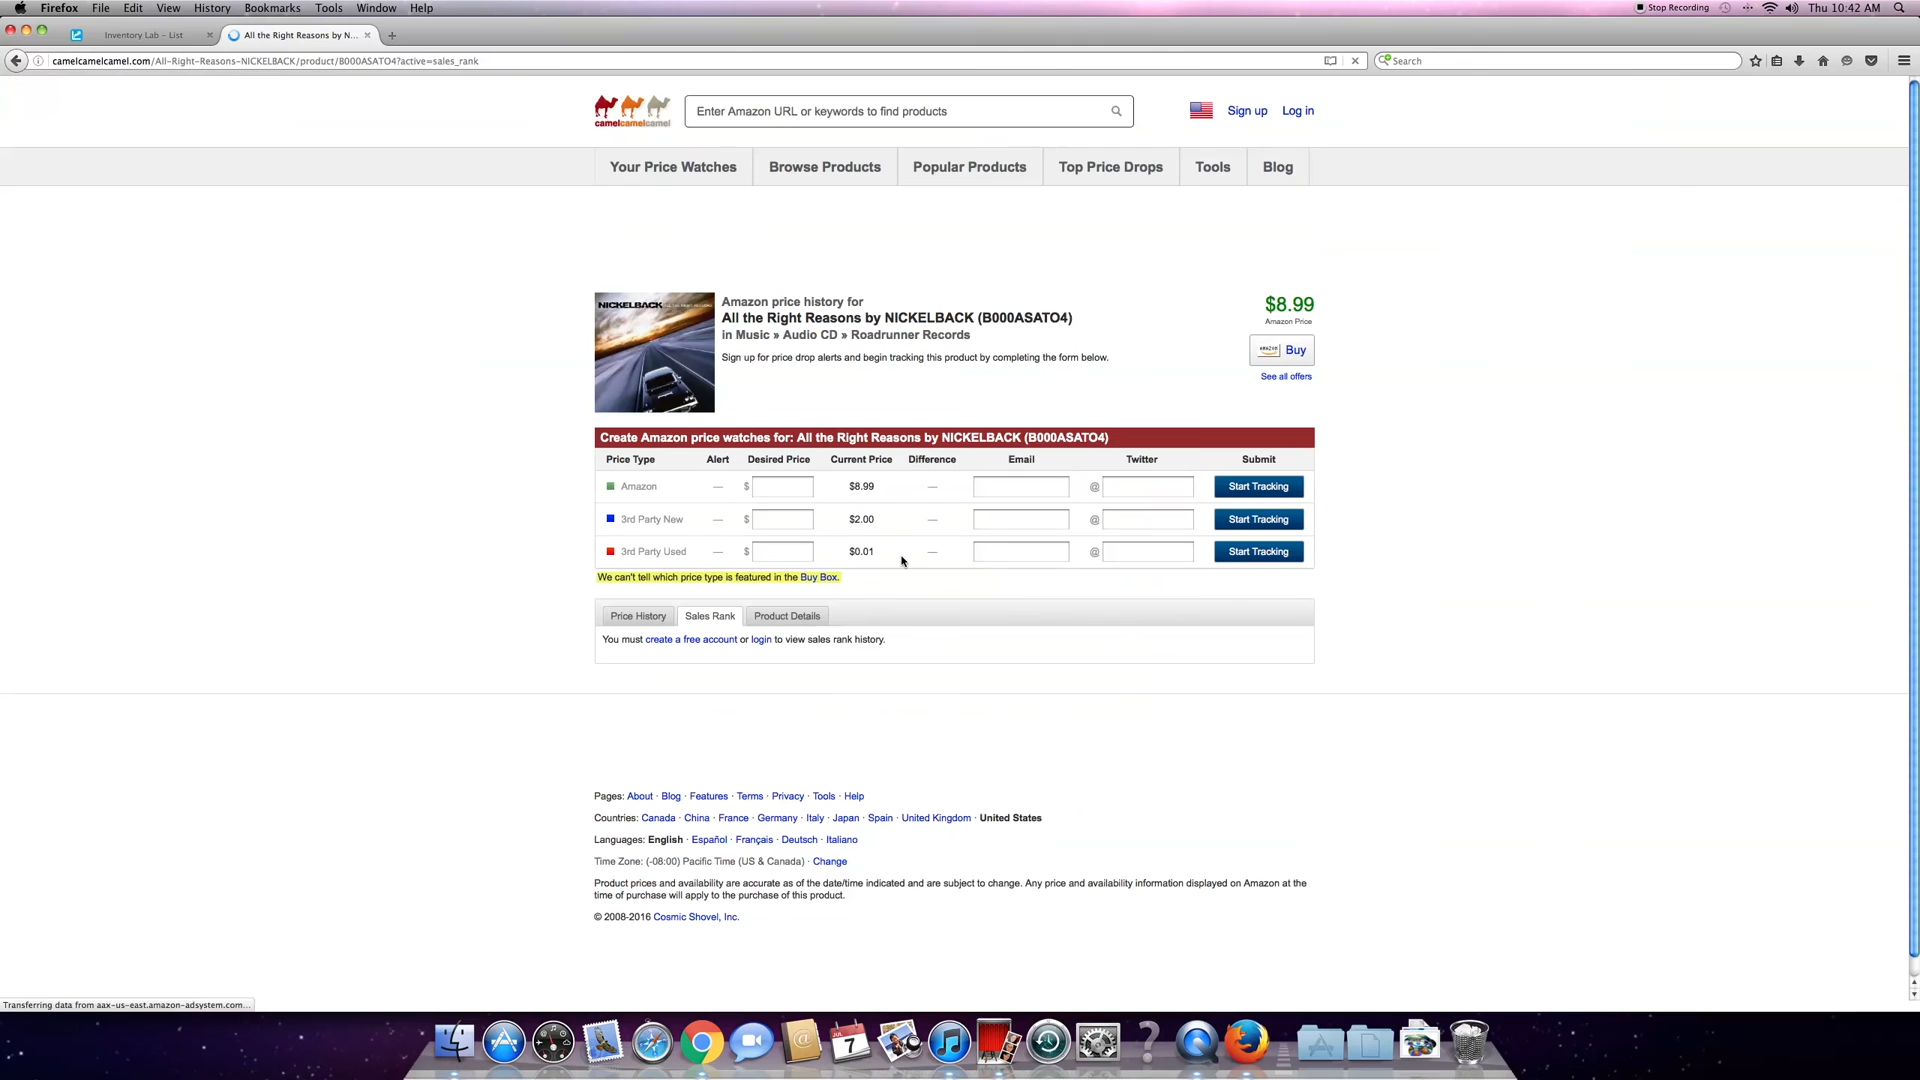 Firefox File Edit View History Bookmarks Tools Window Help Stop Recording Thu 10:42 AM
Inventory Lab - List All the Right Reasons by N...
camelcamelcamel.com/All-Right-Reasons-NICKELBACK/product/B000ASATO4?active=sales_rank Search
camelcamelcamel Enter Amazon URL or keywords to find products Sign up Log in
Your Price Watches Browse Products Popular Products Top Price Drops Tools Blog
NICKELBACK
Amazon price history for
All the Right Reasons by NICKELBACK (B000ASATO4)
in Music » Audio CD » Roadrunner Records
Sign up for price drop alerts and begin tracking this product by completing the form below.
$8.99
Amazon Price
amazon Buy
See all offers
Create Amazon price watches for: All the Right Reasons by NICKELBACK (B000ASATO4)
Price Type Alert Desired Price Current Price Difference Email Twitter Submit
Amazon — $ $8.99 — @ Start Tracking
3rd Party New — $ $2.00 — @ Start Tracking
3rd Party Used — $ $0.01 — @ Start Tracking
We can't tell which price type is featured in the Buy Box.
Price History Sales Rank Product Details
You must create a free account or login to view sales rank history.
Pages: About · Blog · Features · Terms · Privacy · Tools · Help
Countries: Canada · China · France · Germany · Italy · Japan · Spain · United Kingdom · United States
Languages: English · Español · Français · Deutsch · Italiano
Time Zone: (-08:00) Pacific Time (US & Canada) · Change
Product prices and availability are accurate as of the date/time indicated and are subject to change. Any price and availability information displayed on Amazon at the
time of purchase will apply to the purchase of this product.
© 2008-2016 Cosmic Shovel, Inc.
Transferring data from aax-us-east.amazon-adsystem.com...
JUL
7